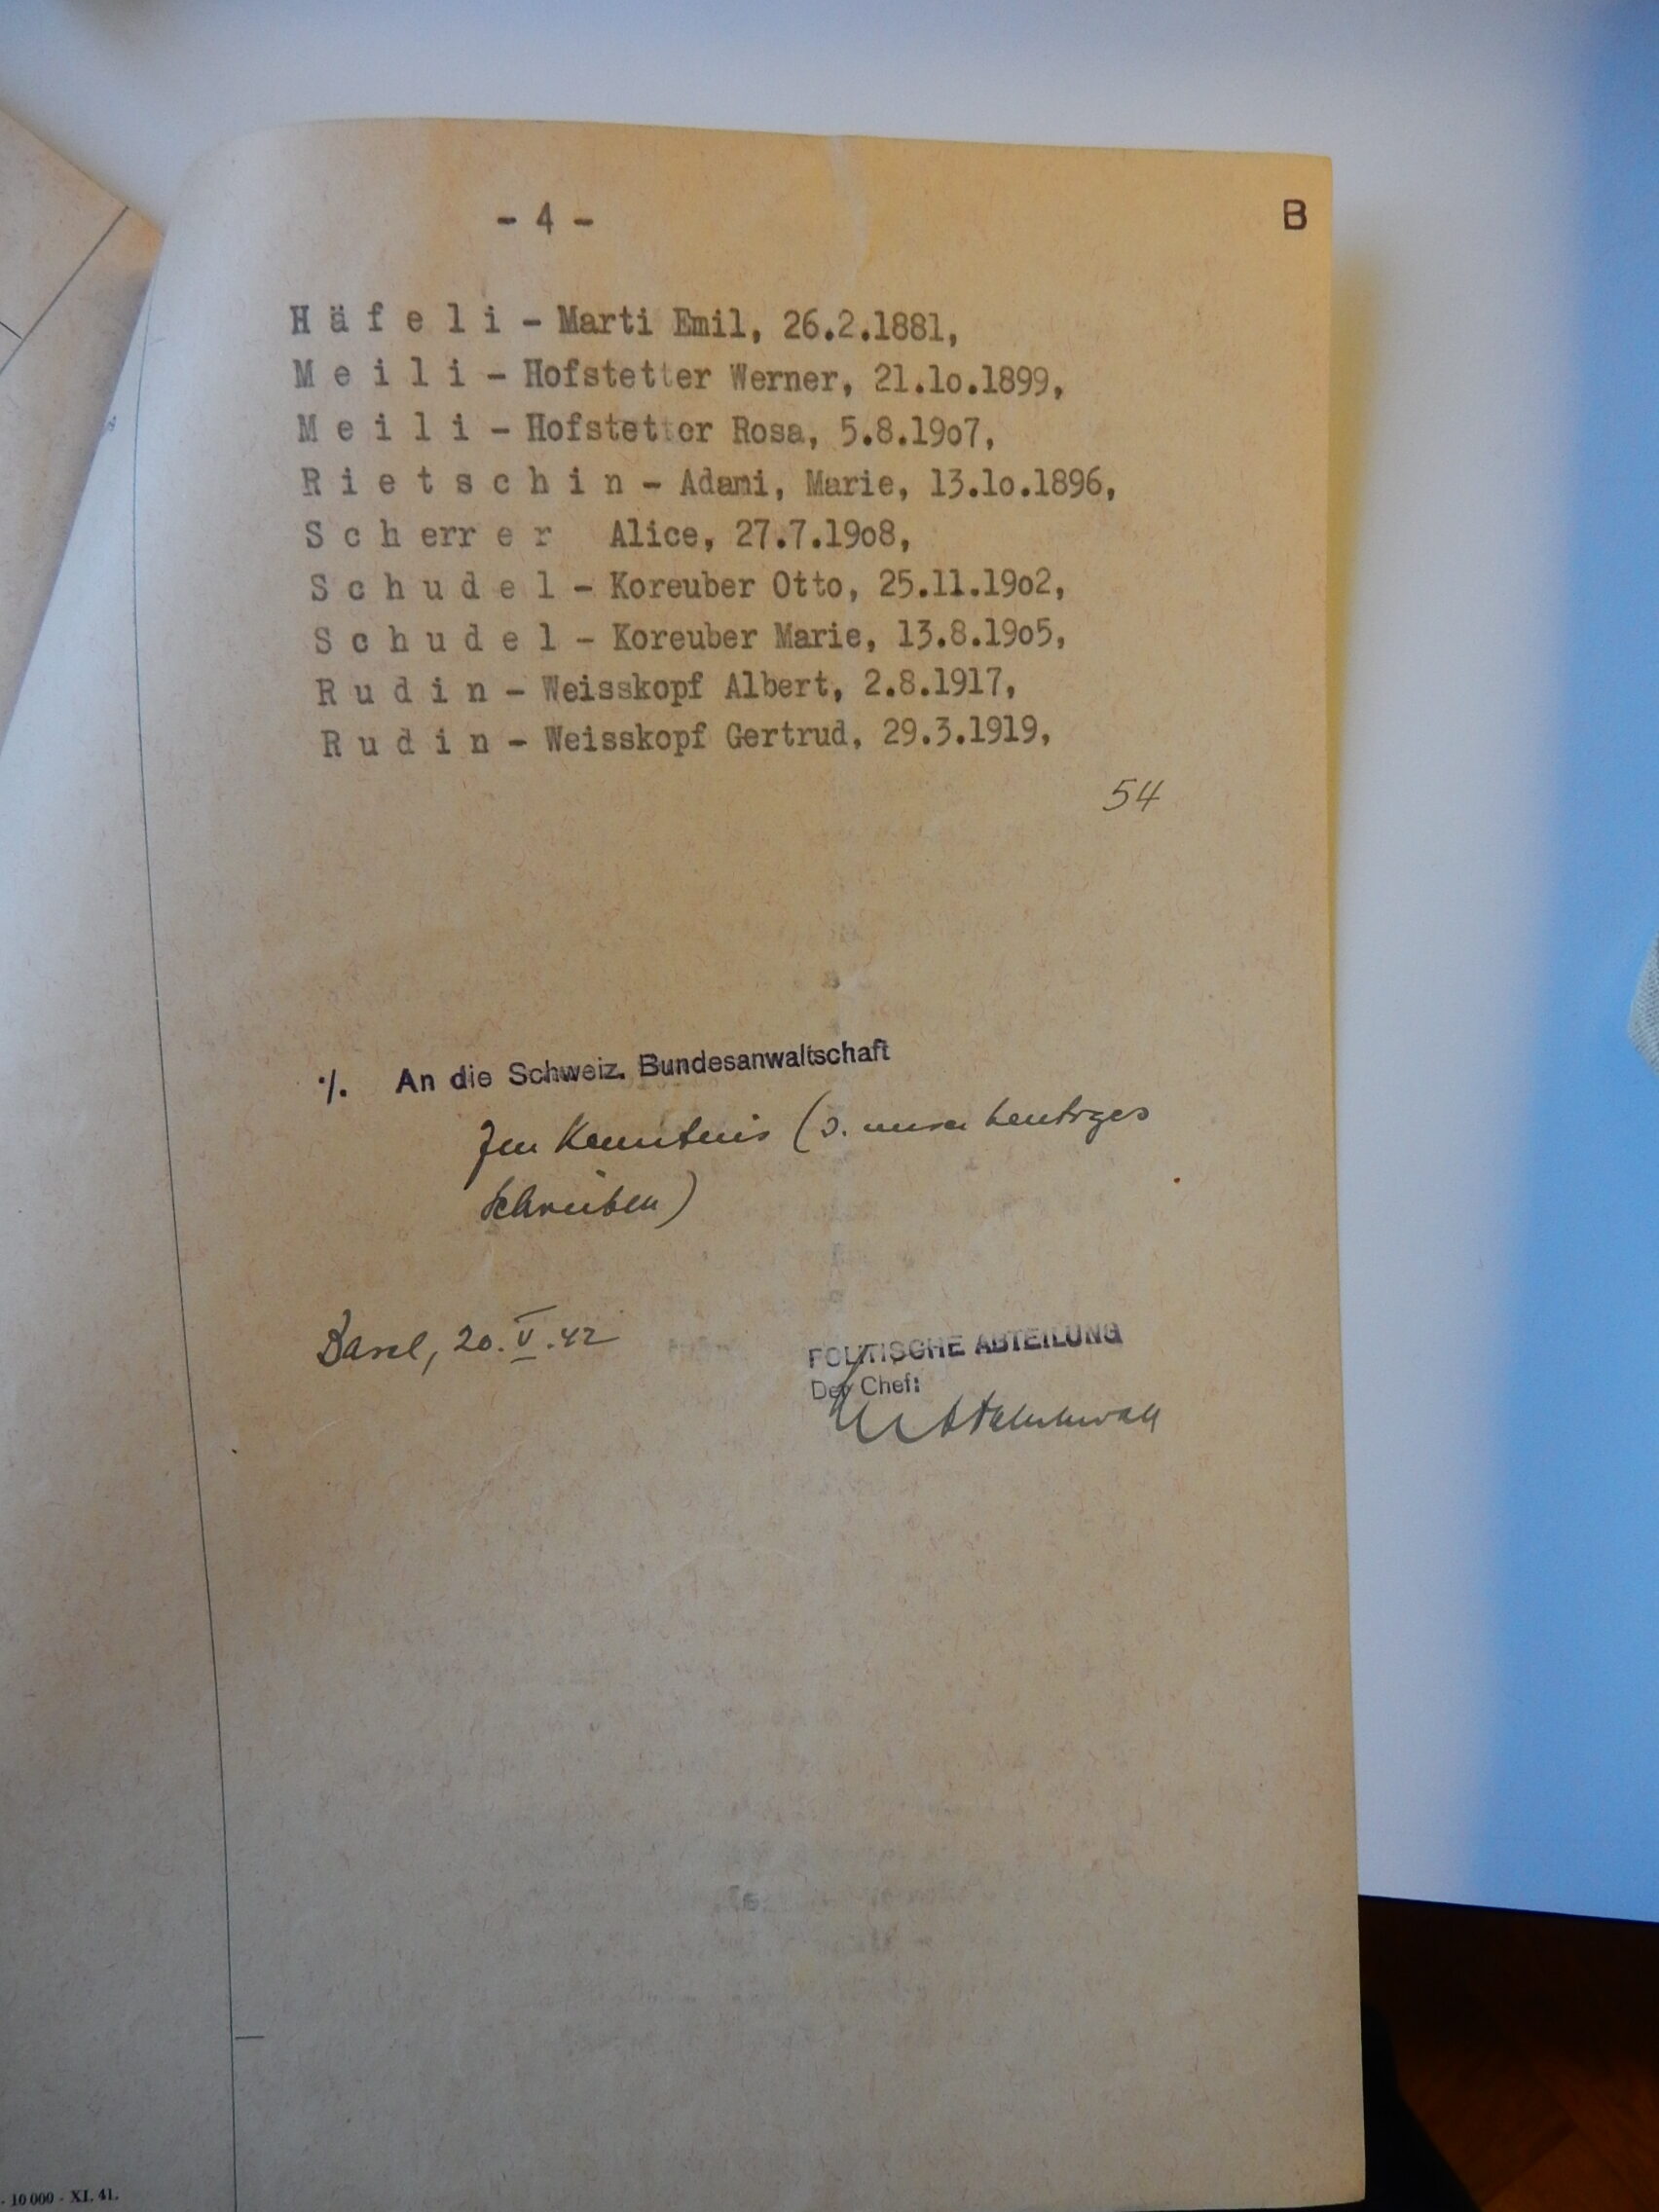 - 4 -
B
H ä f e l i - Marti Emil, 26.2.1881,
M e i l i - Hofstetter Werner, 21.1o.1899,
M e i l i - Hofstetter Rosa, 5.8.19o7,
R i e t s c h i n - Adami, Marie, 13.1o.1896,
S c h err e r Alice, 27.7.19o8,
S c h u d e l - Koreuber Otto, 25.11.19o2,
S c h u d e l - Koreuber Marie, 13.8.19o5,
R u d i n - Weisskopf Albert, 2.8.1917,
R u d i n - Weisskopf Gertrud, 29.3.1919,
54
·/. An die Schweiz. Bundesanwaltschaft
Zur Kenntnis (s. unser heutiges
Schreiben)
Basel, 20. V. 42
POLITISCHE ABTEILUNG
Der Chef:
- 10 000 - XI. 41.